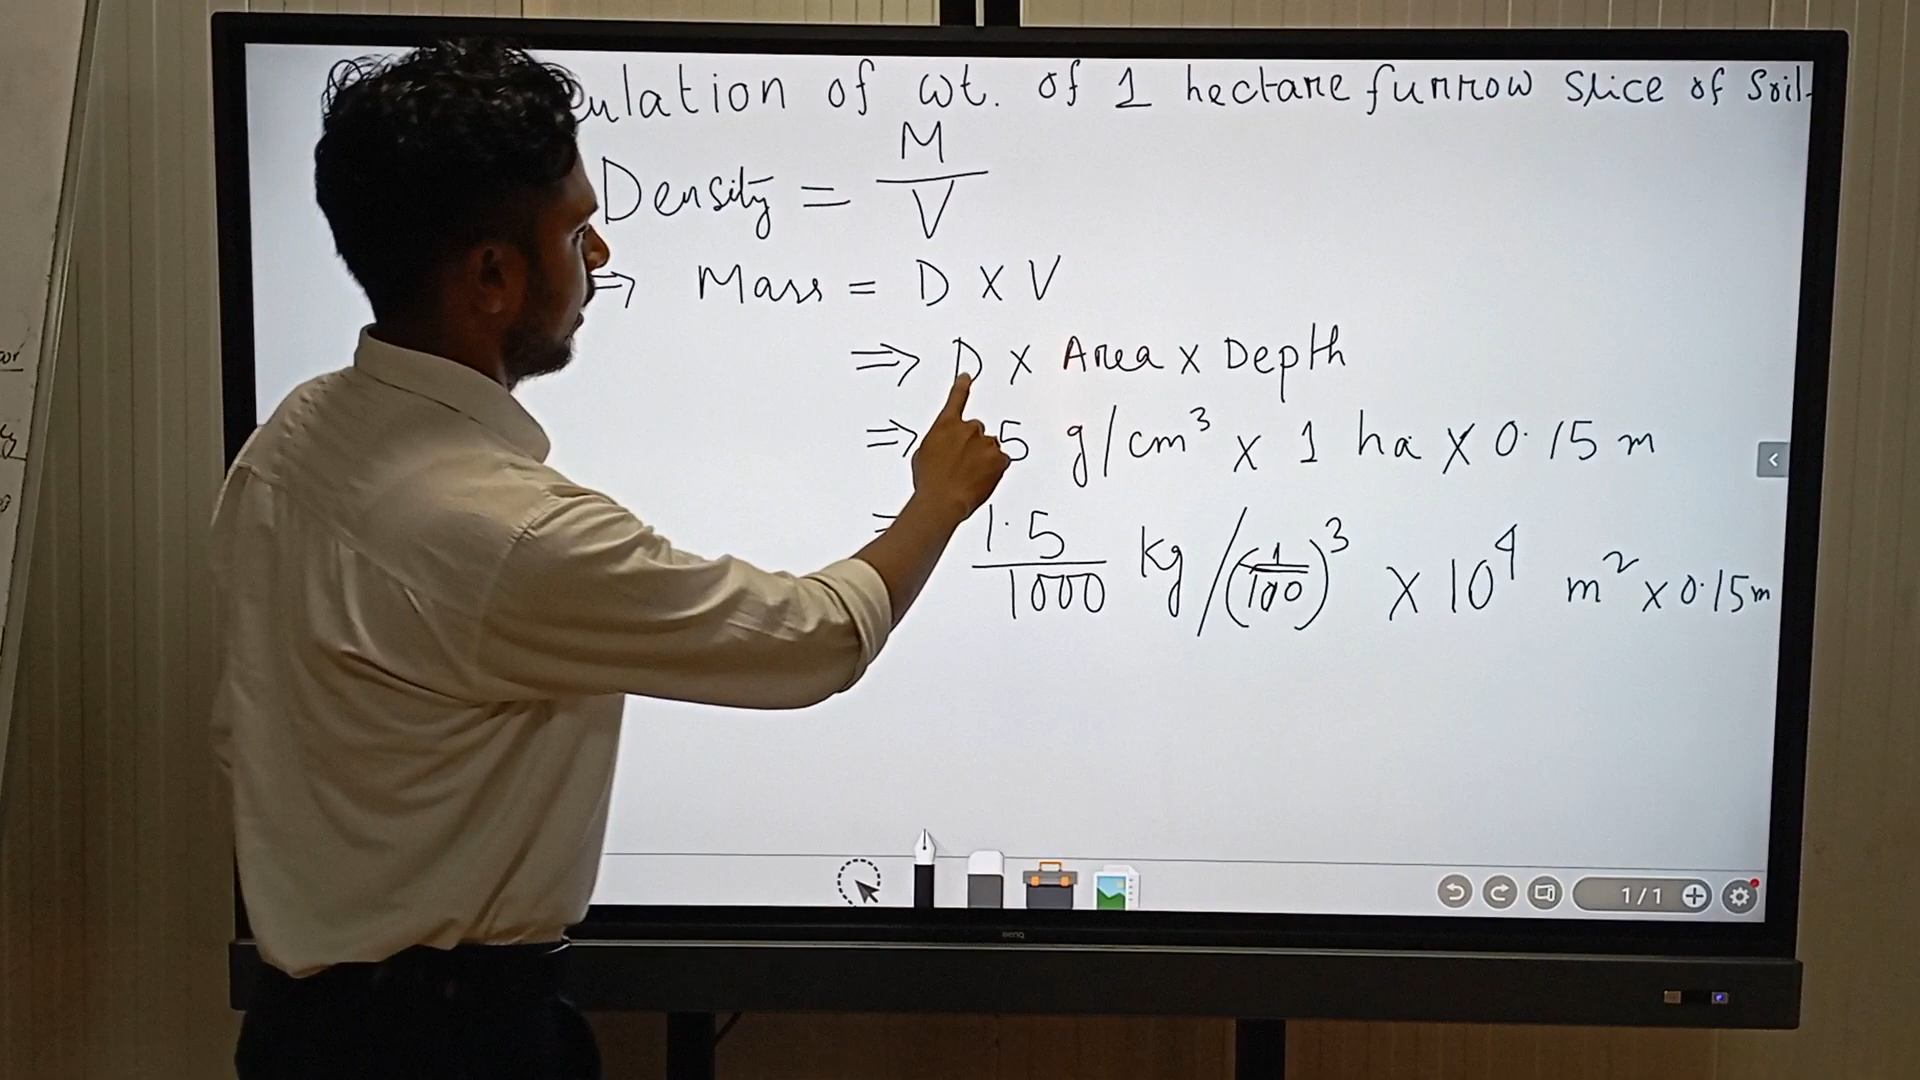 ulation of wt. of 1 hectare furrow slice of Soil.
Density = M/V
⇒ Mass = D X V
⇒ D X Area X Depth
⇒ 5 g/cm³ X 1 ha X 0.15 m
1.5/1000 kg/(1/100)³ X 10⁴ m² X 0.15m
1/1
BenQ